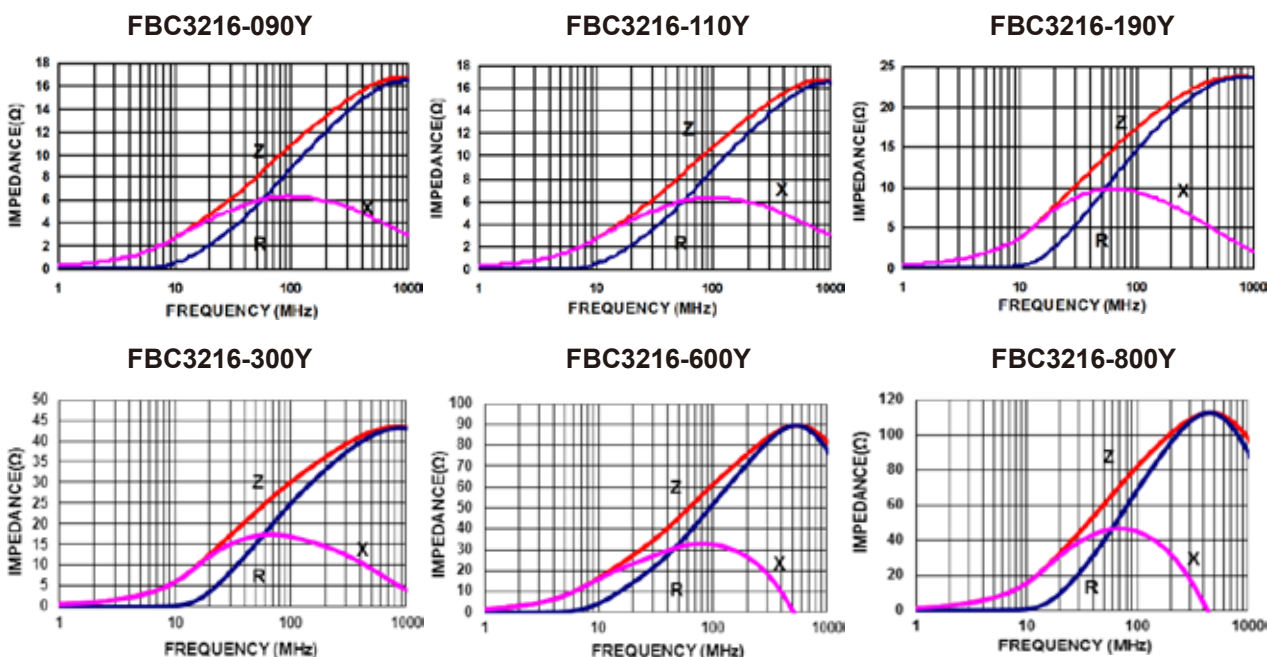 FBC3216-090Y
IMPEDANCE(Ω)
18
16
14
12
10
8
6
4
2
0
Z
X
R
1 10 100 1000
FREQUENCY (MHz)
FBC3216-110Y
IMPEDANCE(Ω)
18
16
14
12
10
8
6
4
2
0
Z
X
R
1 10 100 1000
FREQUENCY (MHz)
FBC3216-190Y
IMPEDANCE(Ω)
25
20
15
10
5
0
Z
X
R
1 10 100 1000
FREQUENCY (MHz)
FBC3216-300Y
IMPEDANCE(Ω)
50
45
40
35
30
25
20
15
10
5
0
Z
X
R
1 10 100 1000
FREQUENCY (MHz)
FBC3216-600Y
IMPEDANCE(Ω)
100
90
80
70
60
50
40
30
20
10
0
Z
X
R
1 10 100 1000
FREQUENCY (MHz)
FBC3216-800Y
IMPEDANCE(Ω)
120
100
80
60
40
20
0
Z
X
R
1 10 100 1000
FREQUENCY (MHz)